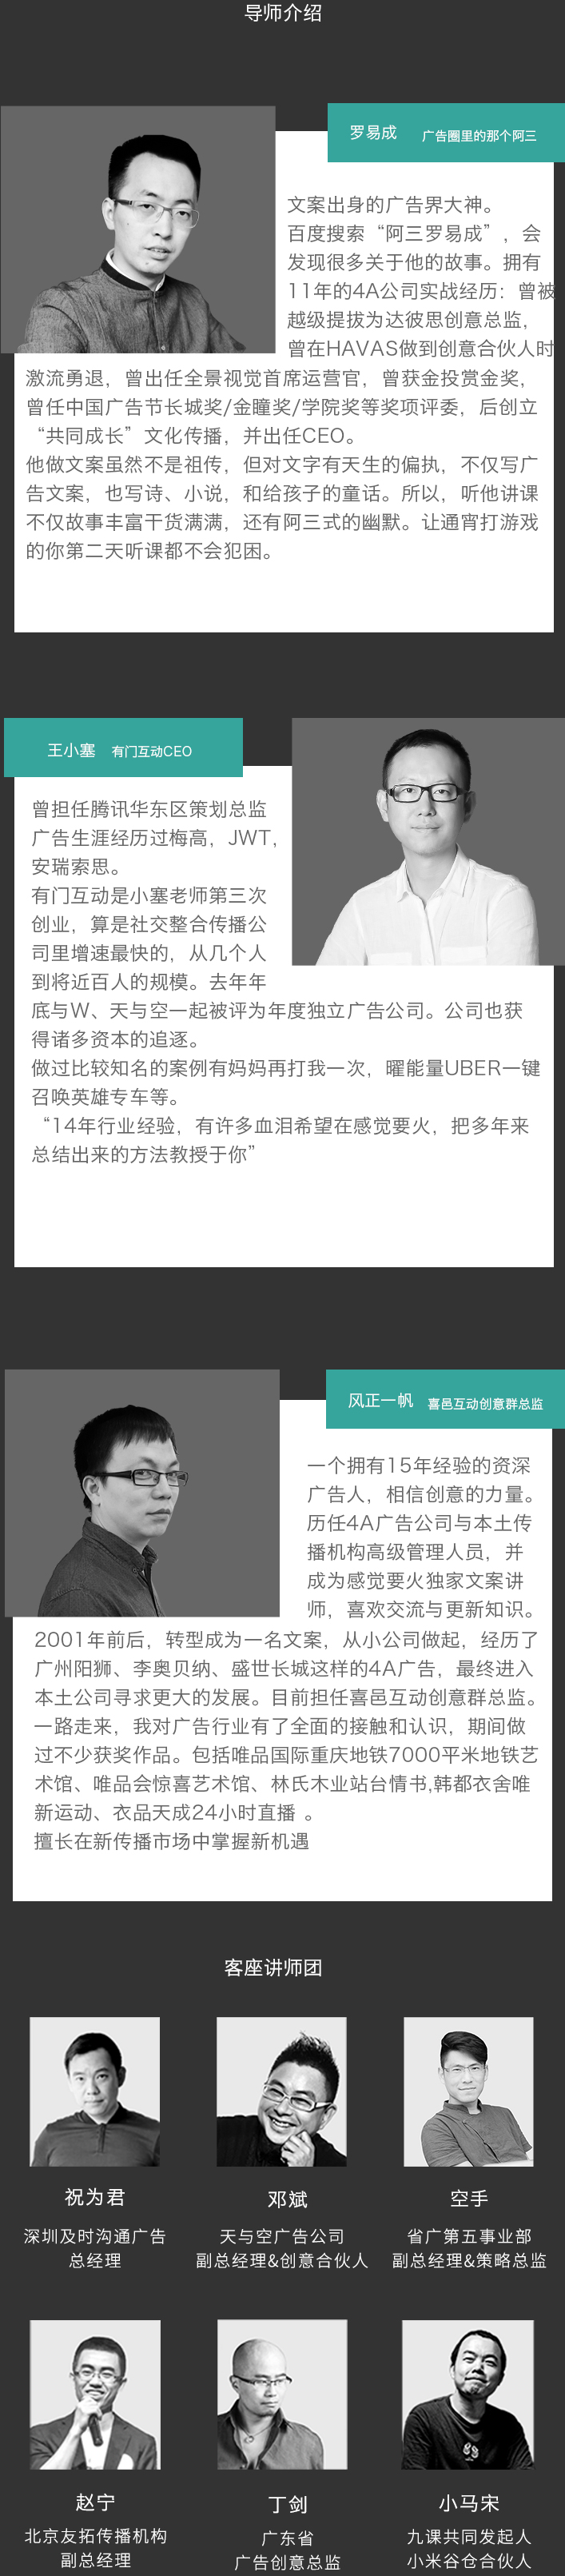 导师介绍
罗易成 广告圈里的那个阿三
文案出身的广告界大神。
百度搜索“阿三罗易成”，会
发现很多关于他的故事。拥有
11年的4A公司实战经历：曾被
越级提拔为达彼思创意总监，
曾在HAVAS做到创意合伙人时
激流勇退，曾出任全景视觉首席运营官，曾获金投赏金奖，
曾任中国广告节长城奖/金瞳奖/学院奖等奖项评委，后创立
“共同成长”文化传播，并出任CEO。
他做文案虽然不是祖传，但对文字有天生的偏执，不仅写广
告文案，也写诗、小说，和给孩子的童话。所以，听他讲课
不仅故事丰富干货满满，还有阿三式的幽默。让通宵打游戏
的你第二天听课都不会犯困。
王小塞 有门互动CEO
曾担任腾讯华东区策划总监
广告生涯经历过梅高，JWT，
安瑞索思。
有门互动是小塞老师第三次
创业，算是社交整合传播公
司里增速最快的，从几个人
到将近百人的规模。去年年
底与W、天与空一起被评为年度独立广告公司。公司也获
得诸多资本的追逐。
做过比较知名的案例有妈妈再打我一次，曜能量UBER一键
召唤英雄专车等。
“14年行业经验，有许多血泪希望在感觉要火，把多年来
总结出来的方法教授于你”
风正一帆 喜邑互动创意群总监
一个拥有15年经验的资深
广告人，相信创意的力量。
历任4A广告公司与本土传
播机构高级管理人员，并
成为感觉要火独家文案讲
师，喜欢交流与更新知识。
2001年前后，转型成为一名文案，从小公司做起，经历了
广州阳狮、李奥贝纳、盛世长城这样的4A广告，最终进入
本土公司寻求更大的发展。目前担任喜邑互动创意群总监。
一路走来，我对广告行业有了全面的接触和认识，期间做
过不少获奖作品。包括唯品国际重庆地铁7000平米地铁艺
术馆、唯品会惊喜艺术馆、林氏木业站台情书,韩都衣舍唯
新运动、衣品天成24小时直播 。
擅长在新传播市场中掌握新机遇
客座讲师团
祝为君 邓斌 空手
深圳及时沟通广告 天与空广告公司 省广第五事业部
总经理 副总经理&创意合伙人 副总经理&策略总监
赵宁 丁剑 小马宋
北京友拓传播机构 广东省 九课共同发起人
副总经理 广告创意总监 小米谷仓合伙人